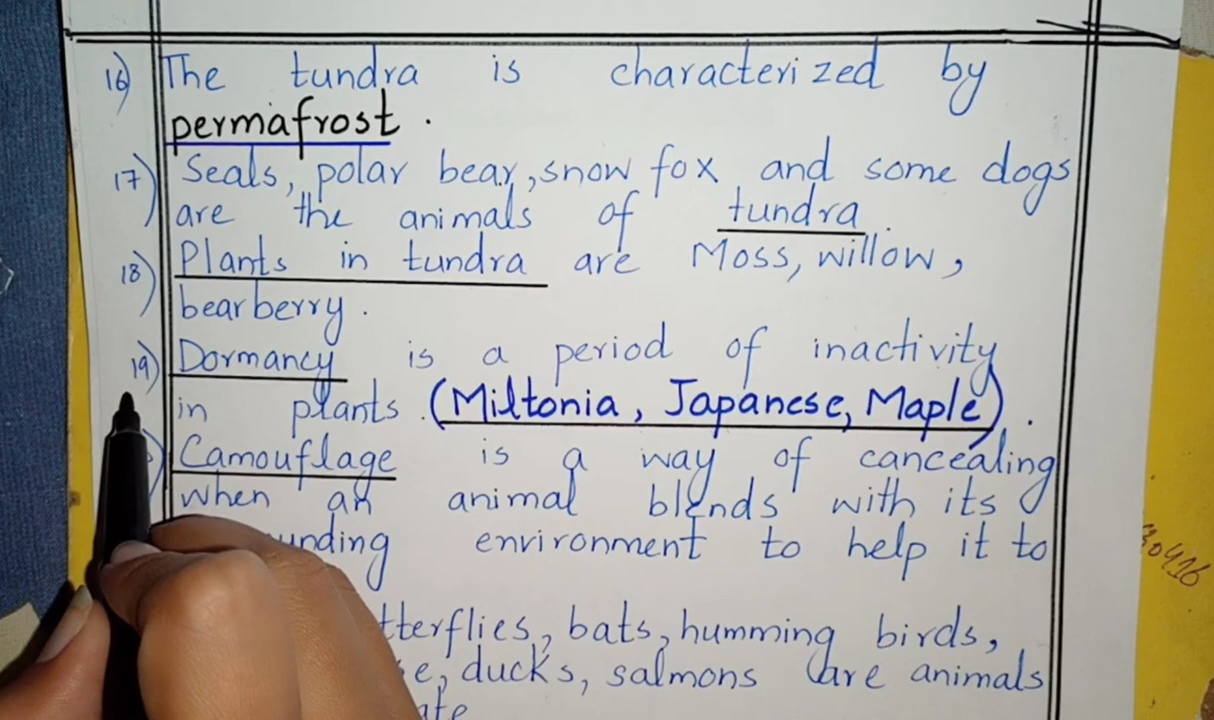 16) The tundra is characterized by
permafrost.
17) Seals, polar bear, snow fox and some dogs
are the animals of tundra.
18) Plants in tundra are Moss, willow,
bearberry.
19) Dormancy is a period of inactivity
in plants. (Miltonia, Japanese, Maple).
Camouflage is a way of cancealing
when an animal blends with its
environment to help it to
bats, humming birds,
ducks, salmons are animals
30416